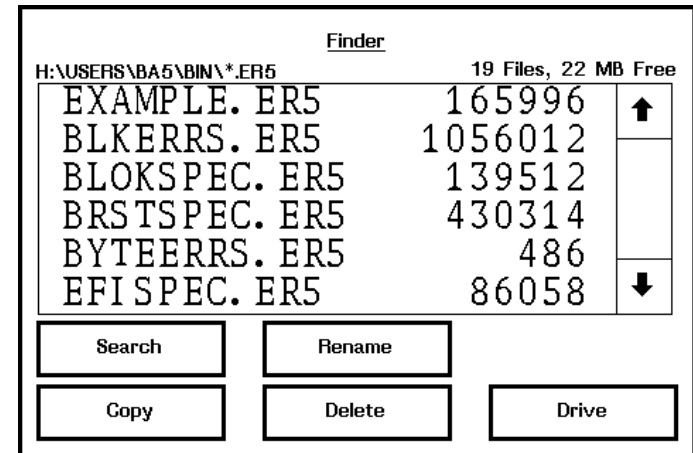 Finder
H:\USERS\BA5\BIN\*.ER5 19 Files, 22 MB Free
EXAMPLE. ER5 165996
BLKERRS. ER5 1056012
BLOKSPEC. ER5 139512
BRSTSPEC. ER5 430314
BYTEERRS. ER5 486
EFISPEC. ER5 86058
Search Rename
Copy Delete Drive